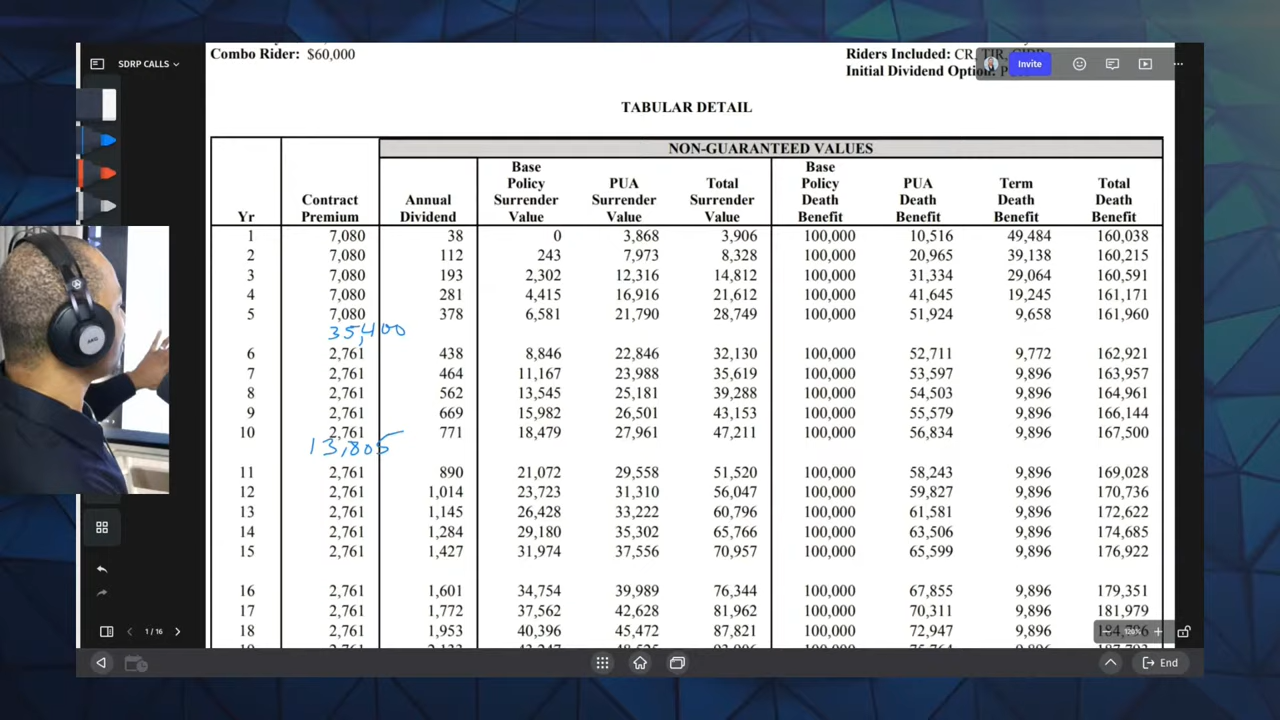 Combo Rider: $60,000
Riders Included: CR, TIR,
Initial Dividend Option: P
SDRP CALLS
Invite
TABULAR DETAIL
NON-GUARANTEED VALUES
Yr Contract Premium Annual Dividend Base Policy Surrender Value PUA Surrender Value Total Surrender Value Base Policy Death Benefit PUA Death Benefit Term Death Benefit Total Death Benefit
1 7,080 38 0 3,868 3,906 100,000 10,516 49,484 160,038
2 7,080 112 243 7,973 8,328 100,000 20,965 39,138 160,215
3 7,080 193 2,302 12,316 14,812 100,000 31,334 29,064 160,591
4 7,080 281 4,415 16,916 21,612 100,000 41,645 19,245 161,171
5 7,080 378 6,581 21,790 28,749 100,000 51,924 9,658 161,960
35,400
6 2,761 438 8,846 22,846 32,130 100,000 52,711 9,772 162,921
7 2,761 464 11,167 23,988 35,619 100,000 53,597 9,896 163,957
8 2,761 562 13,545 25,181 39,288 100,000 54,503 9,896 164,961
9 2,761 669 15,982 26,501 43,153 100,000 55,579 9,896 166,144
10 2,761 771 18,479 27,961 47,211 100,000 56,834 9,896 167,500
13,805
11 2,761 890 21,072 29,558 51,520 100,000 58,243 9,896 169,028
12 2,761 1,014 23,723 31,310 56,047 100,000 59,827 9,896 170,736
13 2,761 1,145 26,428 33,222 60,796 100,000 61,581 9,896 172,622
14 2,761 1,284 29,180 35,302 65,766 100,000 63,506 9,896 174,685
15 2,761 1,427 31,974 37,556 70,957 100,000 65,599 9,896 176,922
16 2,761 1,601 34,754 39,989 76,344 100,000 67,855 9,896 179,351
17 2,761 1,772 37,562 42,628 81,962 100,000 70,311 9,896 181,979
18 2,761 1,953 40,396 45,472 87,821 100,000 72,947 9,896
1 / 16
End